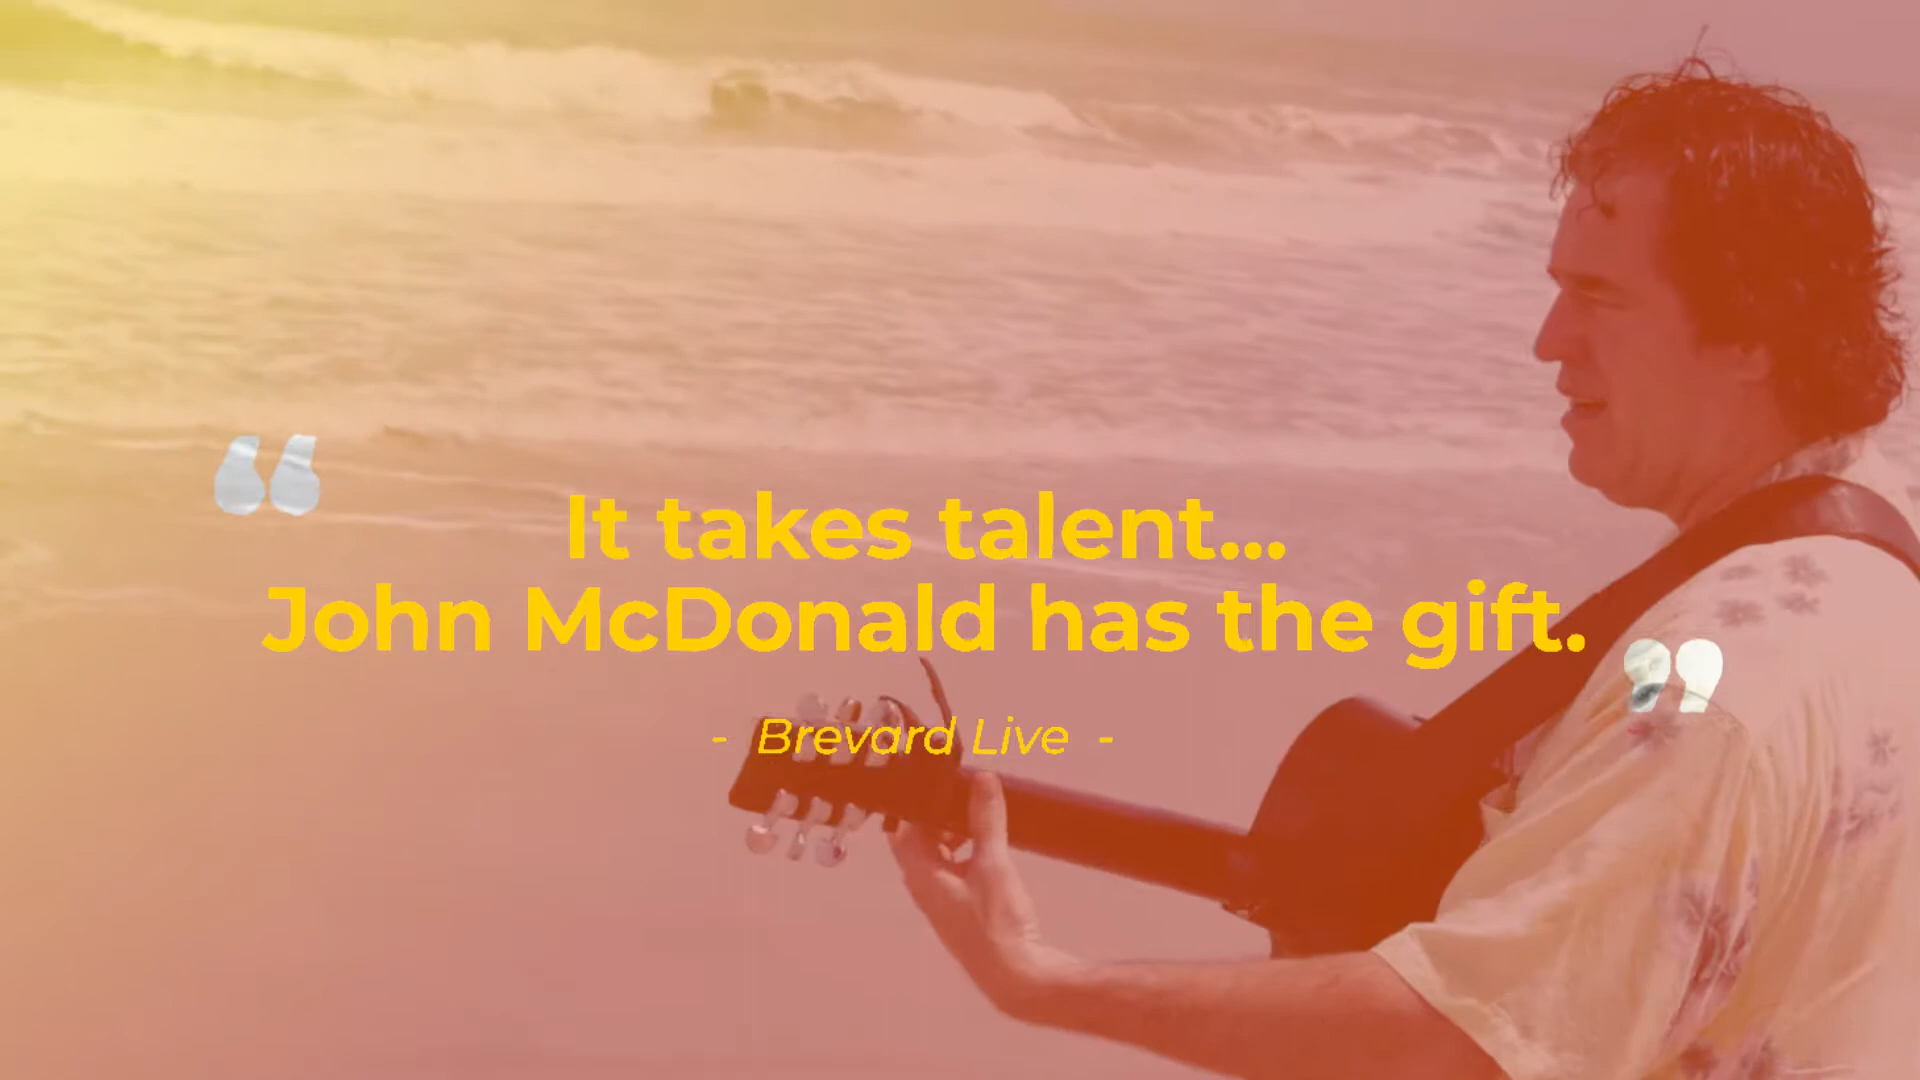 “ It takes talent...
John McDonald has the gift. ”
- Brevard Live -